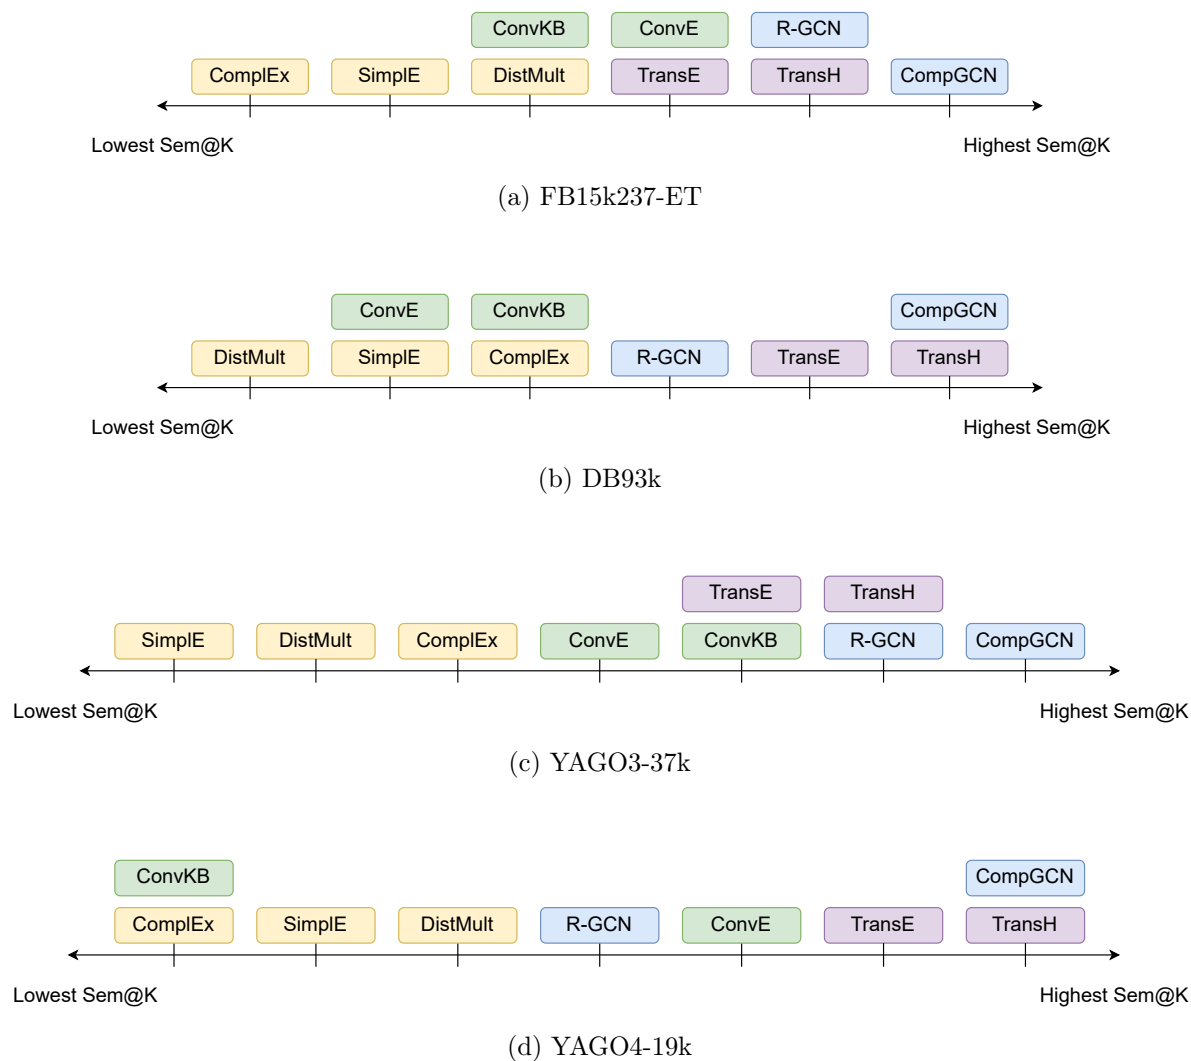 ConvKB ConvE R-GCN
ComplEx SimplE DistMult TransE TransH CompGCN
Lowest Sem@K Highest Sem@K
(a) FB15k237-ET
ConvE ConvKB CompGCN
DistMult SimplE ComplEx R-GCN TransE TransH
Lowest Sem@K Highest Sem@K
(b) DB93k
TransE TransH
SimplE DistMult ComplEx ConvE ConvKB R-GCN CompGCN
Lowest Sem@K Highest Sem@K
(c) YAGO3-37k
ConvKB CompGCN
ComplEx SimplE DistMult R-GCN ConvE TransE TransH
Lowest Sem@K Highest Sem@K
(d) YAGO4-19k